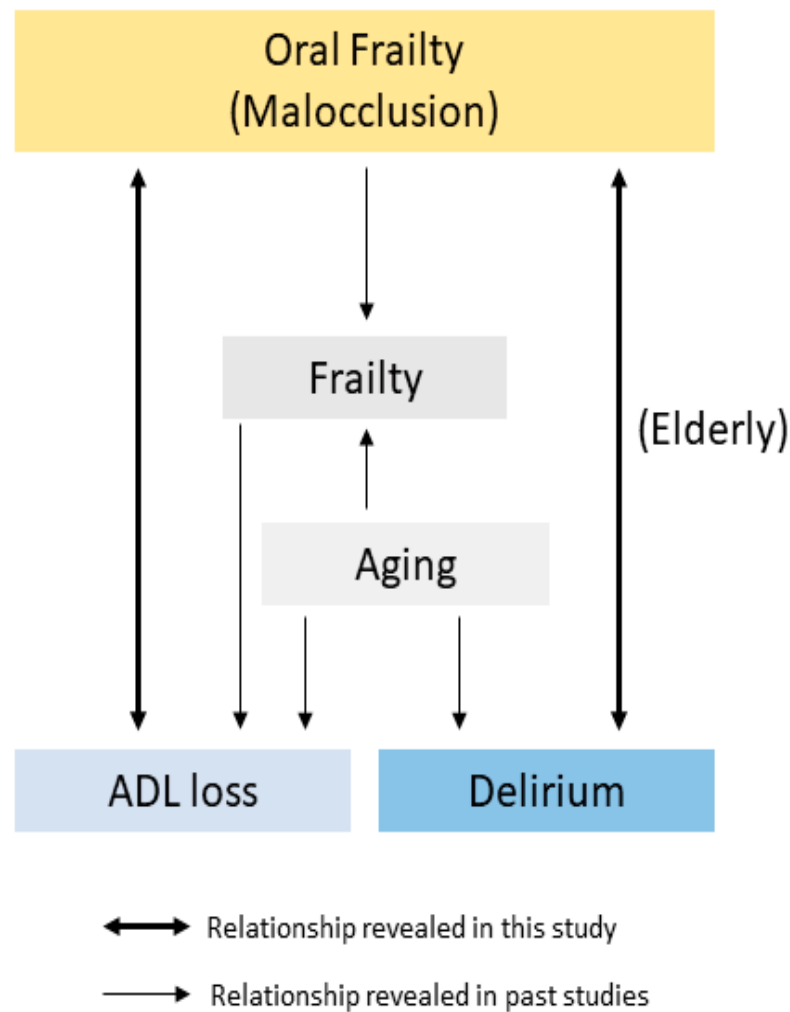 Oral Frailty
(Malocclusion)
Frailty
(Elderly)
Aging
ADL loss
Delirium
Relationship revealed in this study
Relationship revealed in past studies